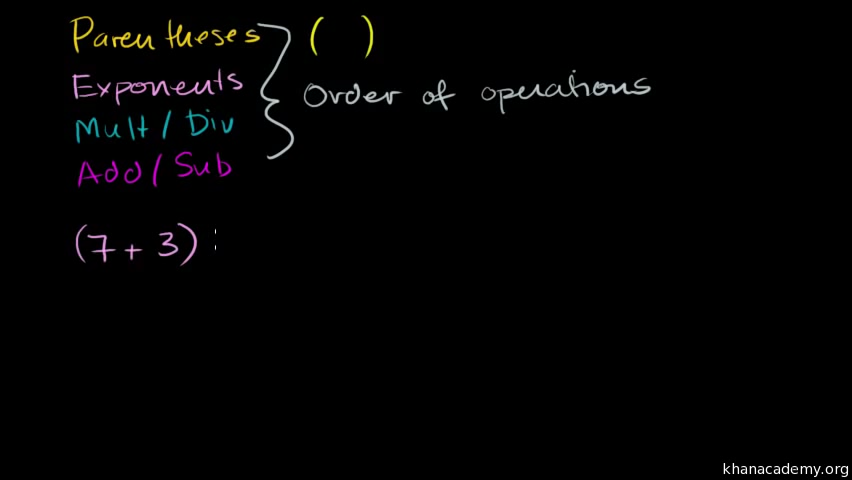 Parentheses ( )
Exponents
Order of operations
Mult / Div
Add / Sub
(7 + 3)
khanacademy.org